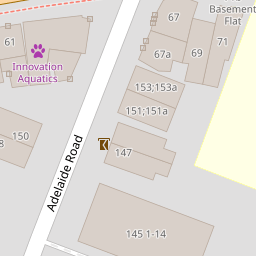 67
Basement
Flat
61
67a
69
71
Innovation
Aquatics
153;153a
151;151a
150
8
147
Adelaide Road
145 1-14